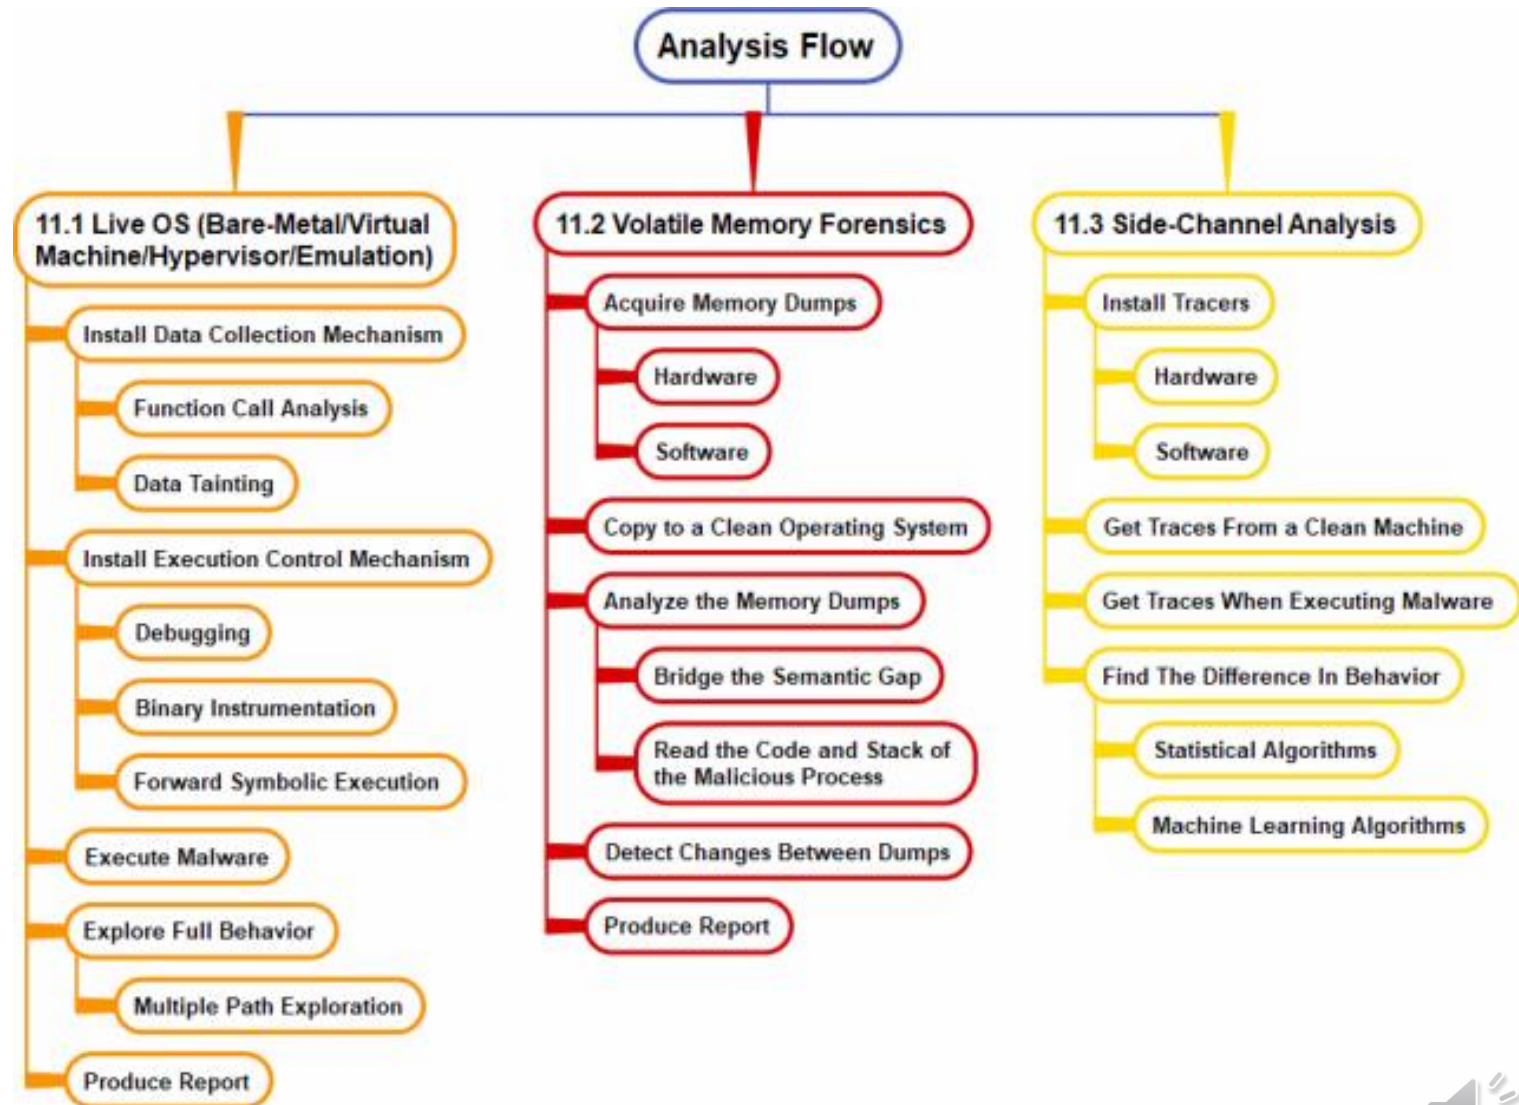 Analysis Flow
11.1 Live OS (Bare-Metal/Virtual
Machine/Hypervisor/Emulation)
Install Data Collection Mechanism
Function Call Analysis
Data Tainting
Install Execution Control Mechanism
Debugging
Binary Instrumentation
Forward Symbolic Execution
Execute Malware
Explore Full Behavior
Multiple Path Exploration
Produce Report
11.2 Volatile Memory Forensics
Acquire Memory Dumps
Hardware
Software
Copy to a Clean Operating System
Analyze the Memory Dumps
Bridge the Semantic Gap
Read the Code and Stack of
the Malicious Process
Detect Changes Between Dumps
Produce Report
11.3 Side-Channel Analysis
Install Tracers
Hardware
Software
Get Traces From a Clean Machine
Get Traces When Executing Malware
Find The Difference In Behavior
Statistical Algorithms
Machine Learning Algorithms